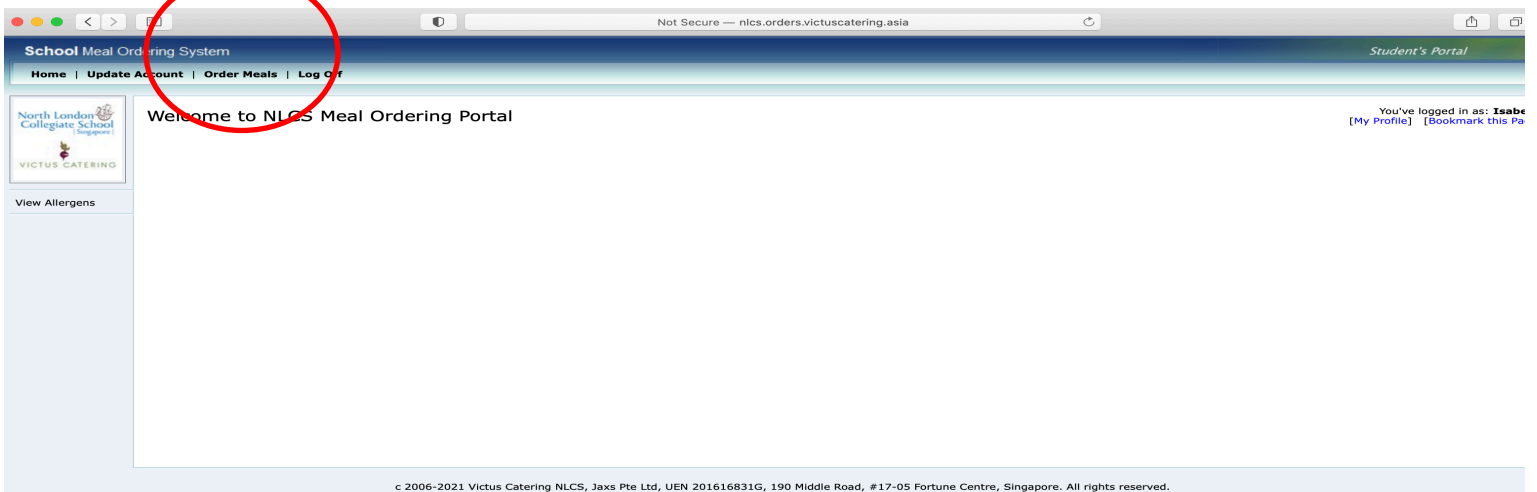 Not Secure — nlcs.orders.victuscatering.asia
School Meal Ordering System
Student's Portal
Home | Update Account | Order Meals | Log Off
North London
Collegiate School
| Singapore |
VICTUS CATERING
Welcome to NLCS Meal Ordering Portal
You've logged in as: Isabe
[My Profile] [Bookmark this Pa
View Allergens
c 2006-2021 Victus Catering NLCS, Jaxs Pte Ltd, UEN 201616831G, 190 Middle Road, #17-05 Fortune Centre, Singapore. All rights reserved.